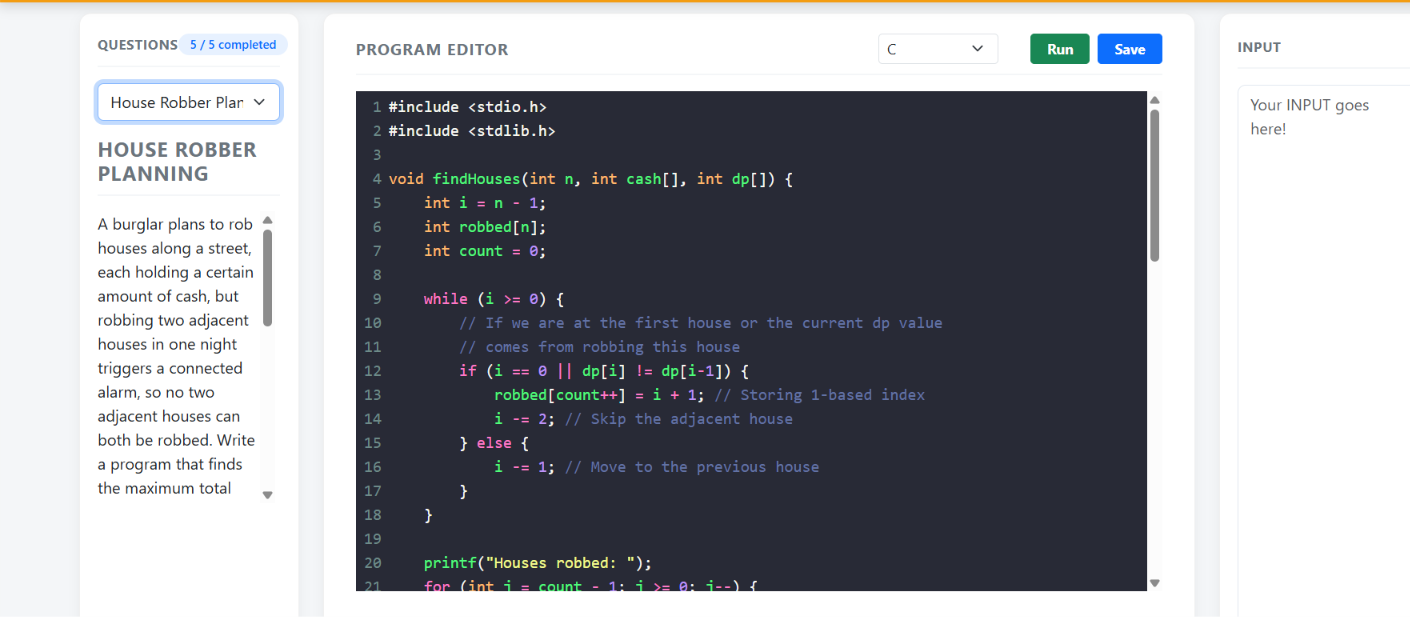 QUESTIONS 5 / 5 completed
House Robber Plan
HOUSE ROBBER
PLANNING
A burglar plans to rob
houses along a street,
each holding a certain
amount of cash, but
robbing two adjacent
houses in one night
triggers a connected
alarm, so no two
adjacent houses can
both be robbed. Write
a program that finds
the maximum total
PROGRAM EDITOR
C
Run
Save
1 #include <stdio.h>
2 #include <stdlib.h>
3
4 void findHouses(int n, int cash[], int dp[]) {
5     int i = n - 1;
6     int robbed[n];
7     int count = 0;
8
9     while (i >= 0) {
10         // If we are at the first house or the current dp value
11         // comes from robbing this house
12         if (i == 0 || dp[i] != dp[i-1]) {
13             robbed[count++] = i + 1; // Storing 1-based index
14             i -= 2; // Skip the adjacent house
15         } else {
16             i -= 1; // Move to the previous house
17         }
18     }
19
20     printf("Houses robbed: ");
21     for (int j = count - 1; j >= 0; j--) {
INPUT
Your INPUT goes
here!